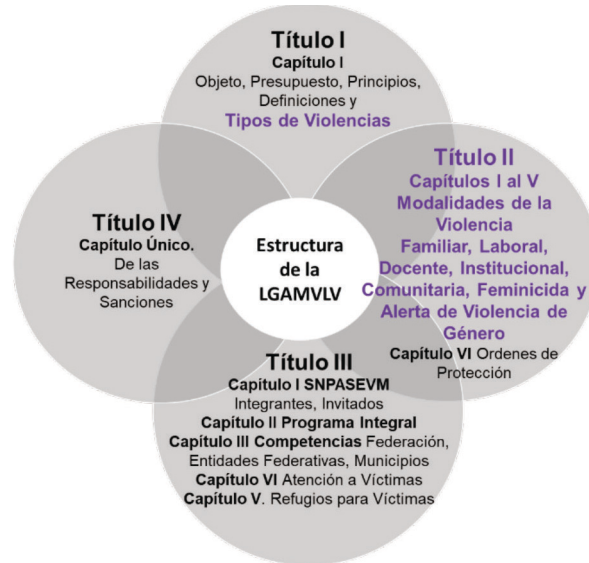 Título I
Capítulo I
Objeto, Presupuesto, Principios,
Definiciones y
Tipos de Violencias
Título II
Capítulos I al V
Modalidades de la
Violencia
Familiar, Laboral,
Docente, Institucional,
Comunitaria, Feminicida y
Alerta de Violencia de
Género
Capítulo VI Ordenes de
Protección
Título IV
Capítulo Único.
De las
Responsabilidades y
Sanciones
Estructura
de la
LGAMVLV
Título III
Capítulo I SNPASEVM
Integrantes, Invitados
Capítulo II Programa Integral
Capítulo III Competencias Federación,
Entidades Federativas, Municipios
Capítulo VI Atención a Víctimas
Capítulo V. Refugios para Víctimas